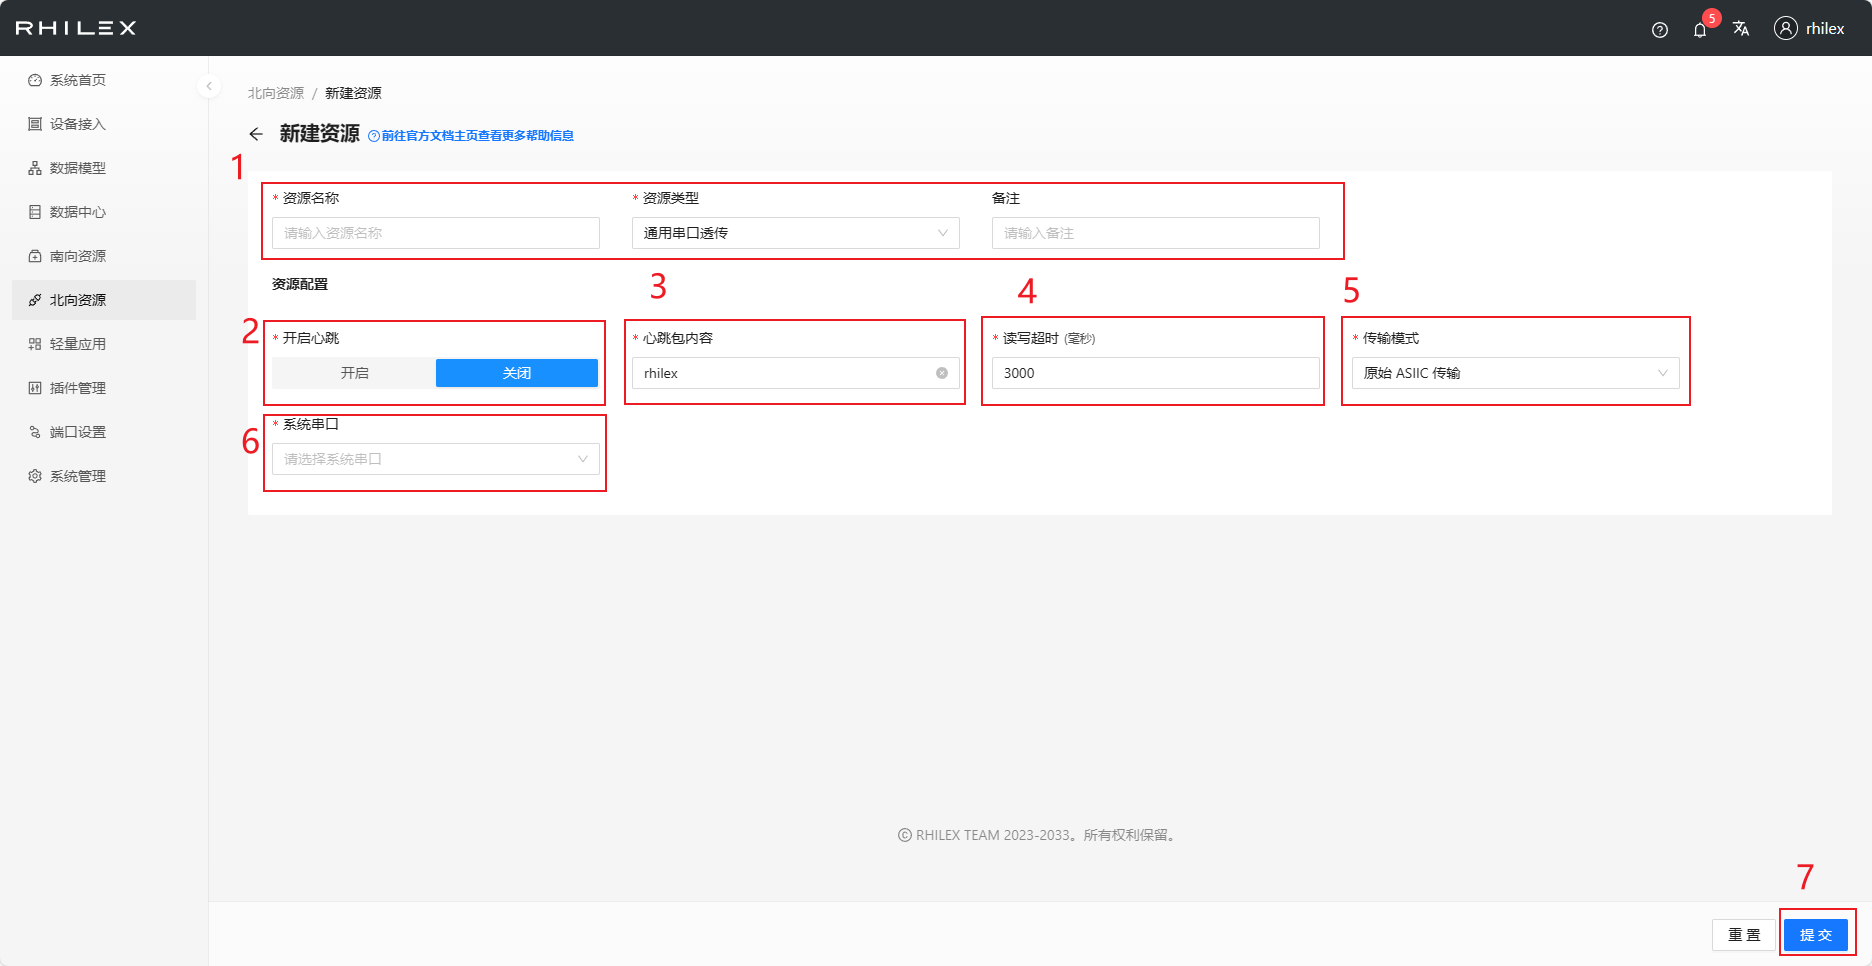 RHILEX
5
rhilex
系统首页
设备接入
数据模型
数据中心
南向资源
北向资源
轻量应用
插件管理
端口设置
系统管理
北向资源 / 新建资源
新建资源 前往官方文档主页查看更多帮助信息
1
* 资源名称
请输入资源名称
* 资源类型
通用串口透传
备注
请输入备注
资源配置
2
* 开启心跳
开启 关闭
3
* 心跳包内容
rhilex
4
* 读写超时 (毫秒)
3000
5
* 传输模式
原始 ASIIC 传输
6
* 系统串口
请选择系统串口
© RHILEX TEAM 2023-2033。所有权利保留。
7
重 置 提 交